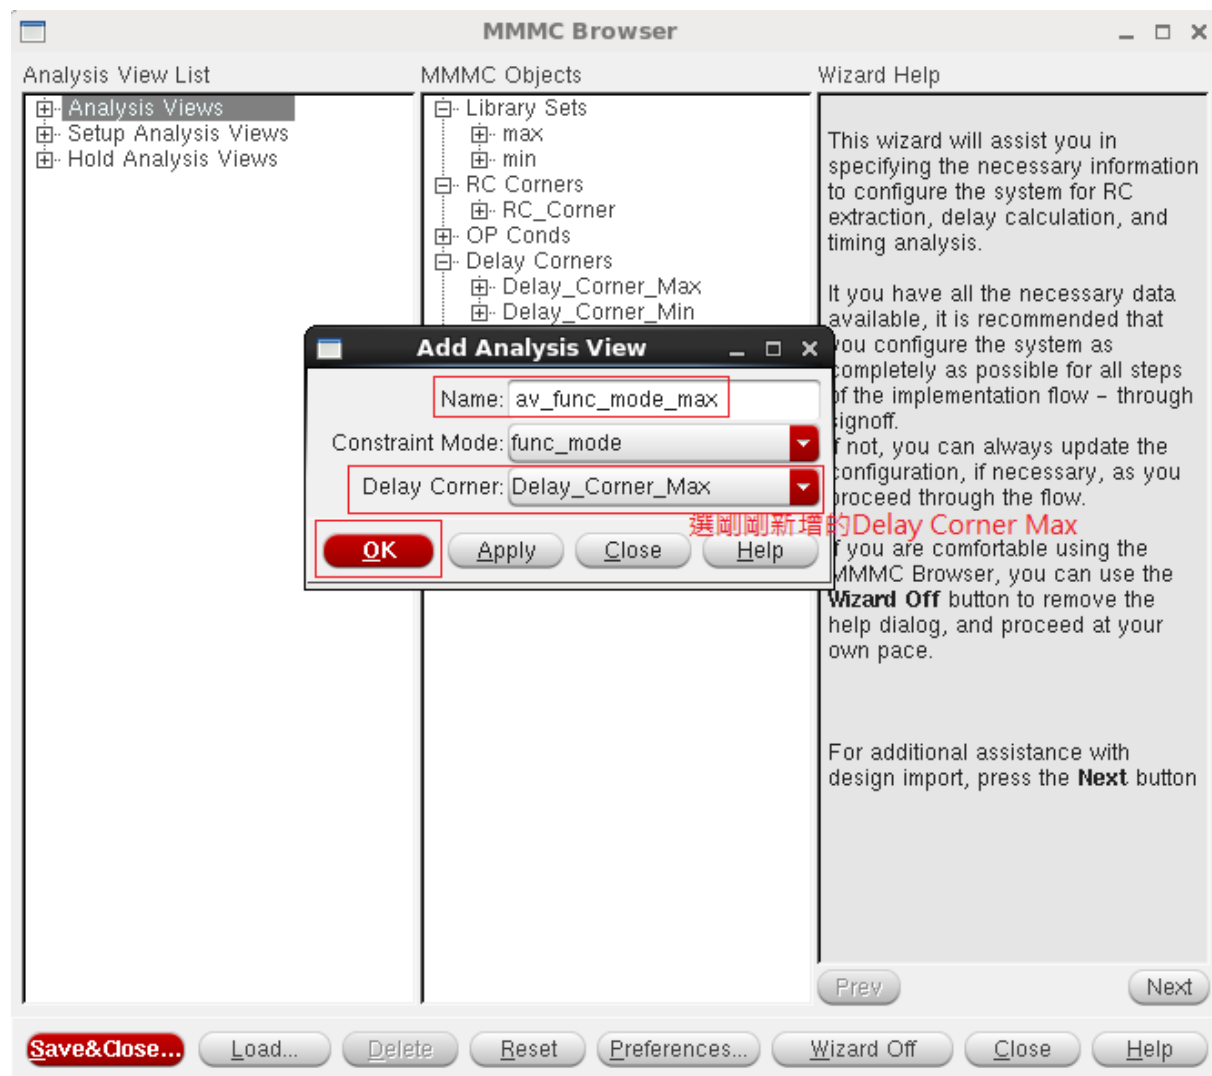 MMMC Browser
Analysis View List
Analysis Views
Setup Analysis Views
Hold Analysis Views
MMMC Objects
Library Sets
max
min
RC Corners
RC_Corner
OP Conds
Delay Corners
Delay_Corner_Max
Delay_Corner_Min
Wizard Help
This wizard will assist you in
specifying the necessary information
to configure the system for RC
extraction, delay calculation, and
timing analysis.
It you have all the necessary data
available, it is recommended that
you configure the system as
completely as possible for all steps
of the implementation flow – through
signoff.
If not, you can always update the
configuration, if necessary, as you
proceed through the flow.
If you are comfortable using the
MMMC Browser, you can use the
Wizard Off button to remove the
help dialog, and proceed at your
own pace.
For additional assistance with
design import, press the Next button
Add Analysis View
Name: av_func_mode_max
Constraint Mode: func_mode
Delay Corner: Delay_Corner_Max
選剛剛新增的Delay Corner Max
OK Apply Close Help
Prev Next
Save&Close... Load... Delete Reset Preferences... Wizard Off Close Help